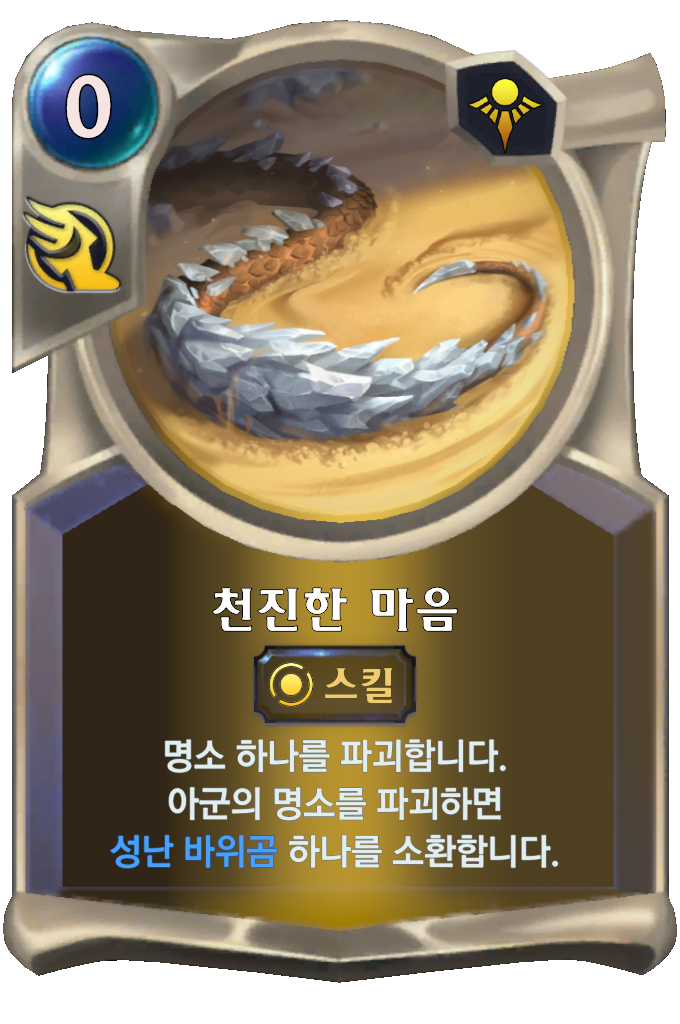 0
천진한 마음
스킬
명소 하나를 파괴합니다.
아군의 명소를 파괴하면
성난 바위곰 하나를 소환합니다.